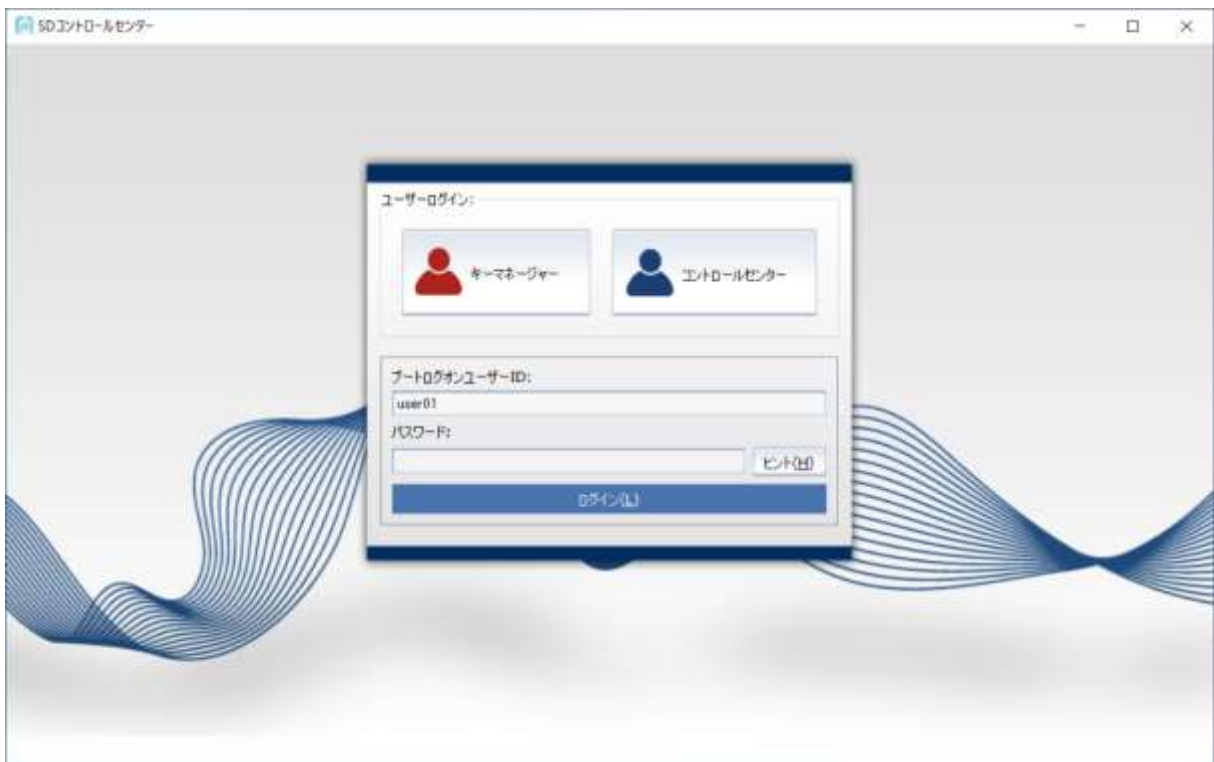 SDコントロールセンター
ユーザーログイン:
キーマネージャー
コントロールセンター
ブートログオンユーザーID:
user01
パスワード:
ヒント(H)
ログイン(L)